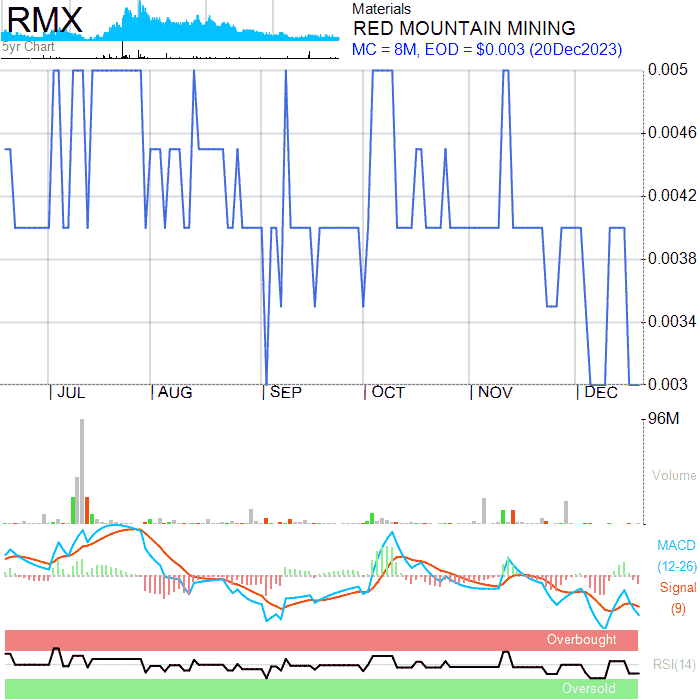 RMX
5yr Chart
Materials
RED MOUNTAIN MINING
MC = 8M, EOD = $0.003 (20Dec2023)
0.005
0.0046
0.0042
0.0038
0.0034
0.003
JUL AUG SEP OCT NOV DEC
96M
Volume
MACD
(12-26)
Signal
(9)
Overbought
RSI(14)
Oversold